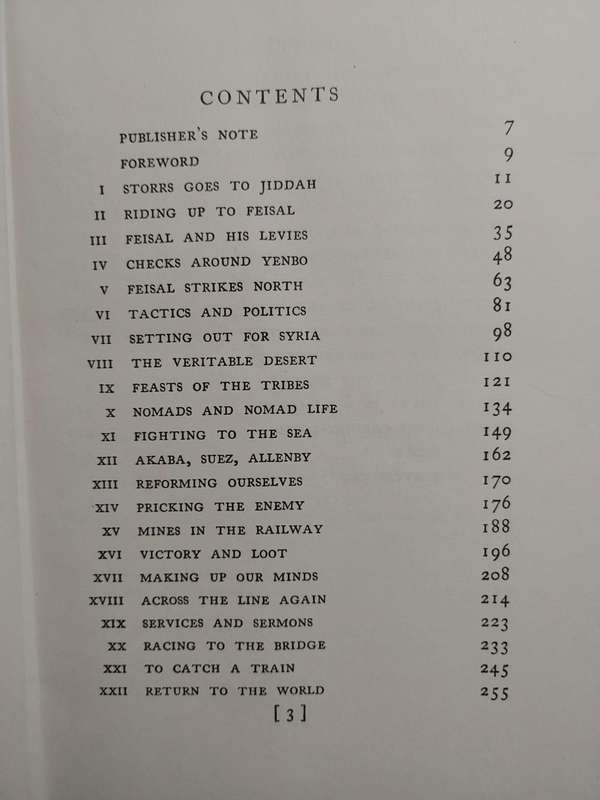 CONTENTS
PUBLISHER'S NOTE 7
FOREWORD 9
I STORRS GOES TO JIDDAH 11
II RIDING UP TO FEISAL 20
III FEISAL AND HIS LEVIES 35
IV CHECKS AROUND YENBO 48
V FEISAL STRIKES NORTH 63
VI TACTICS AND POLITICS 81
VII SETTING OUT FOR SYRIA 98
VIII THE VERITABLE DESERT 110
IX FEASTS OF THE TRIBES 121
X NOMADS AND NOMAD LIFE 134
XI FIGHTING TO THE SEA 149
XII AKABA, SUEZ, ALLENBY 162
XIII REFORMING OURSELVES 170
XIV PRICKING THE ENEMY 176
XV MINES IN THE RAILWAY 188
XVI VICTORY AND LOOT 196
XVII MAKING UP OUR MINDS 208
XVIII ACROSS THE LINE AGAIN 214
XIX SERVICES AND SERMONS 223
XX RACING TO THE BRIDGE 233
XXI TO CATCH A TRAIN 245
XXII RETURN TO THE WORLD 255
[3]